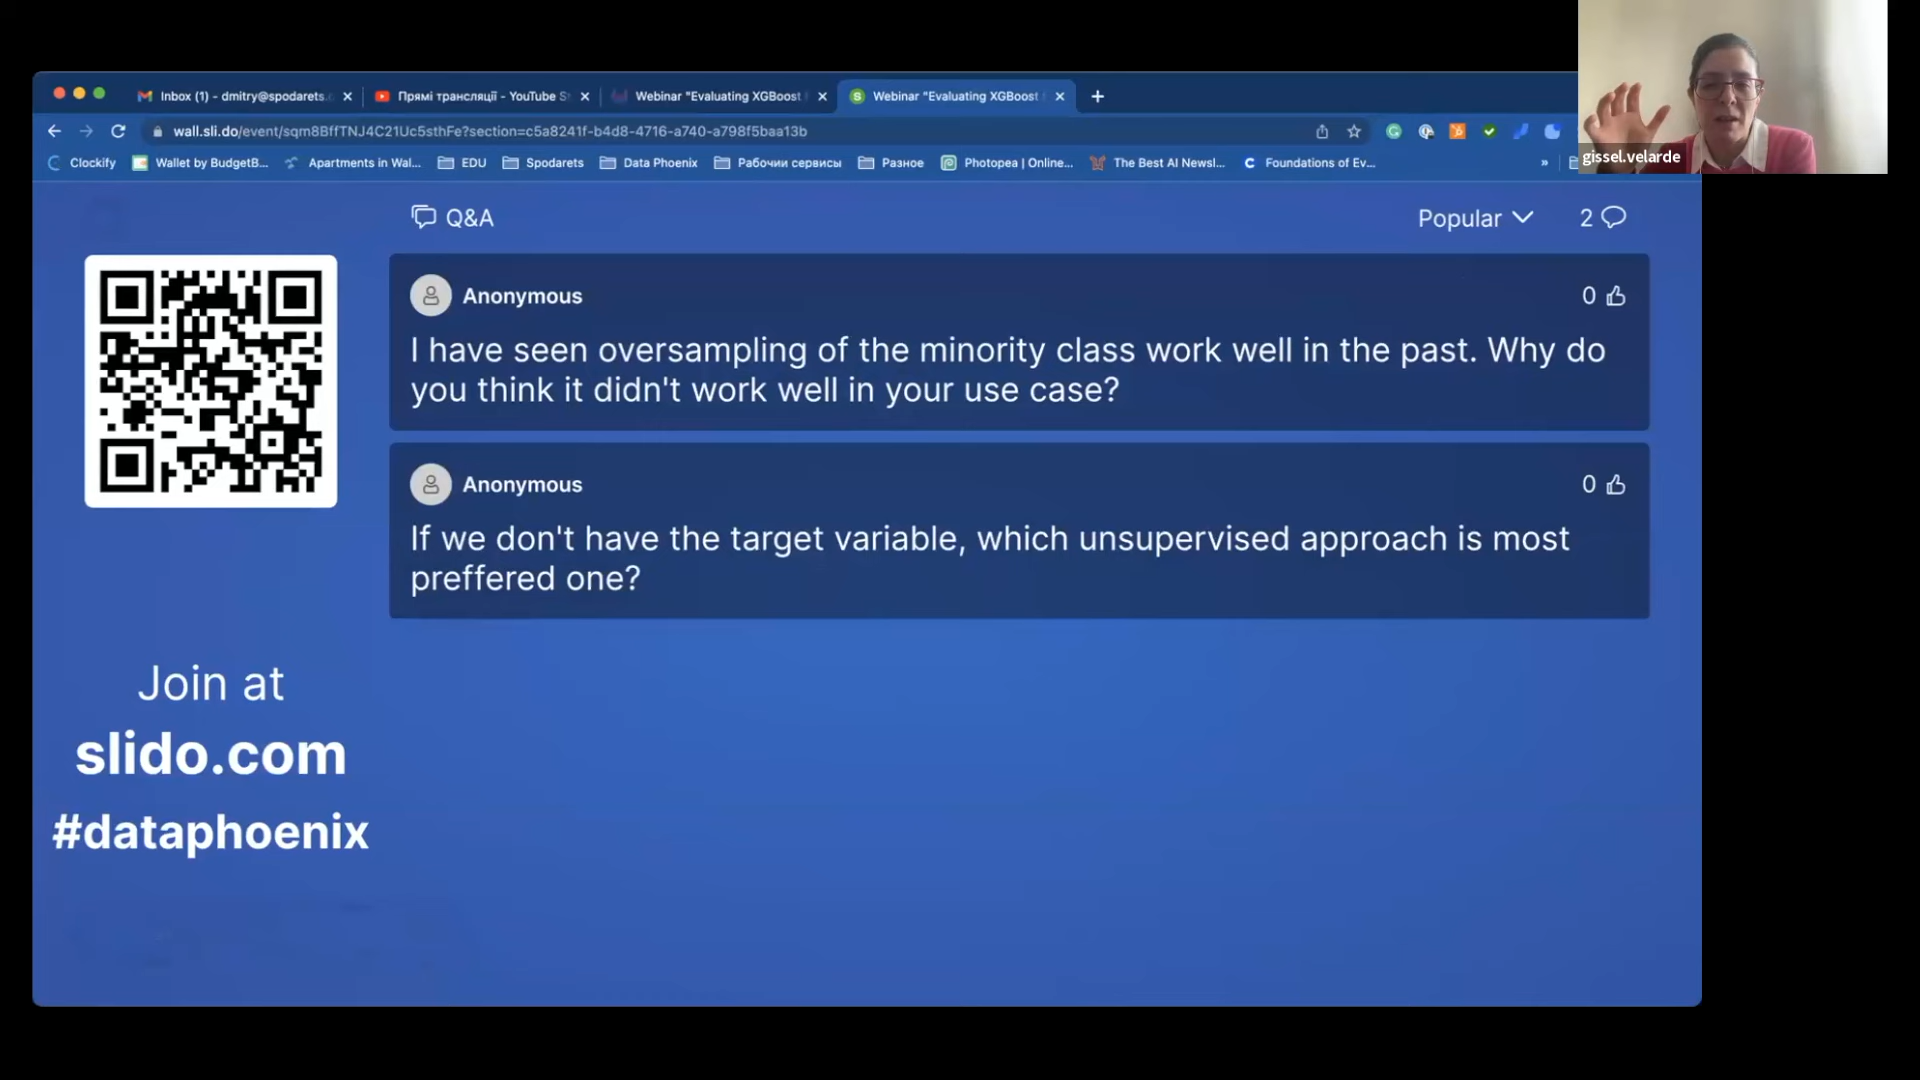 Inbox (1) - dmitry@spodarets.
Прямі трансляції - YouTube S
Webinar "Evaluating XGBoost
Webinar "Evaluating XGBoost
wall.sli.do/event/sqm8BffTNJ4C21Uc5sthFe?section=c5a8241f-b4d8-4716-a740-a798f5baa13b
Clockify
Wallet by BudgetB...
Apartments in Wal...
EDU
Spodarets
Data Phoenix
Рабочии сервисы
Разное
Photopea | Online...
The Best AI Newsl...
Foundations of Ev...
»
gissel.velarde
Q&A
Popular
2
Anonymous
0
I have seen oversampling of the minority class work well in the past. Why do
you think it didn't work well in your use case?
Anonymous
0
If we don't have the target variable, which unsupervised approach is most
preffered one?
Join at
slido.com
#dataphoenix